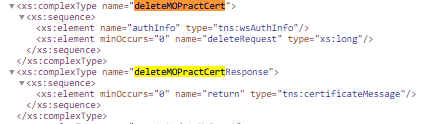 ▼<xs:complexType name="deleteMOPractCert">
▼<xs:sequence>
<xs:element name="authInfo" type="tns:wsAuthInfo"/>
<xs:element minOccurs="0" name="deleteRequest" type="xs:long"/>
</xs:sequence>
</xs:complexType>
▼<xs:complexType name="deleteMOPractCertResponse">
▼<xs:sequence>
<xs:element minOccurs="0" name="return" type="tns:certificateMessage"/>
</xs:sequence>
</xs:complexType>